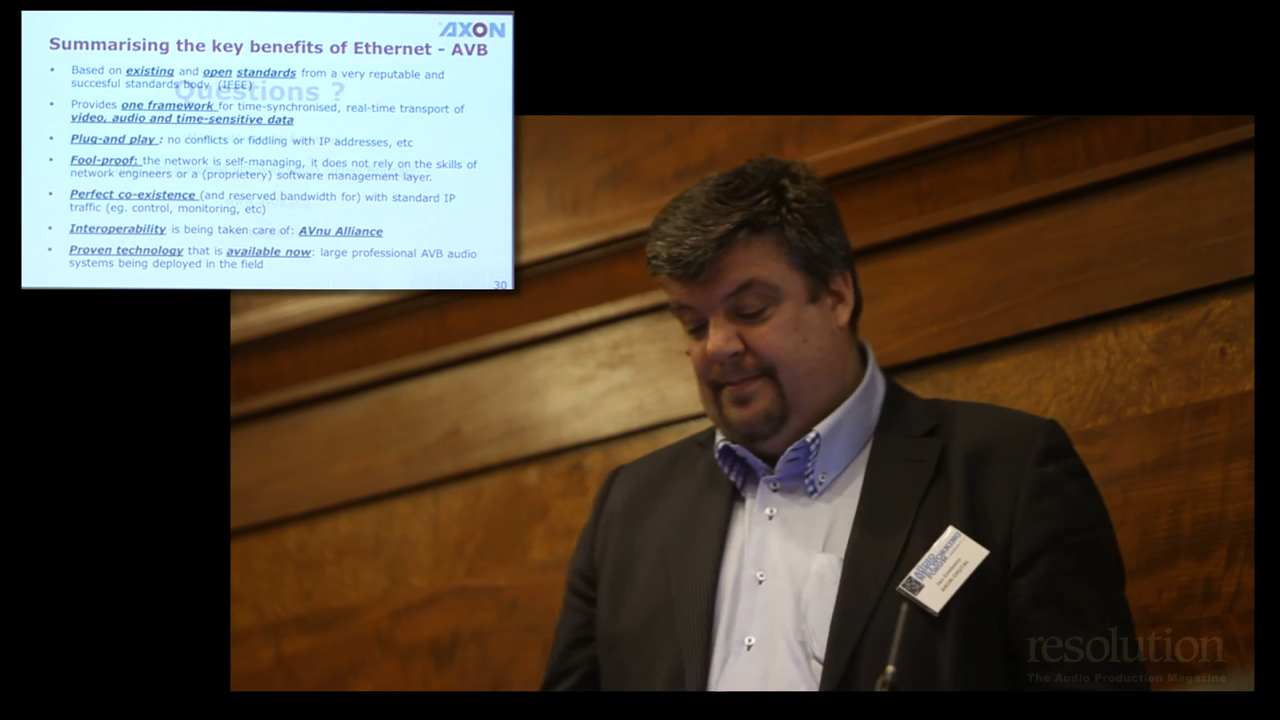 AXON
Summarising the key benefits of Ethernet - AVB
• Based on existing and open standards from a very reputable and
succesful standards body (IEEE)
Questions ?
• Provides one framework for time-synchronised, real-time transport of
video, audio and time-sensitive data
• Plug-and play : no conflicts or fiddling with IP addresses, etc
• Fool-proof: the network is self-managing, it does not rely on the skills of
network engineers or a (proprietery) software management layer.
• Perfect co-existence (and reserved bandwidth for) with standard IP
traffic (eg. control, monitoring, etc)
• Interoperability is being taken care of: AVnu Alliance
• Proven technology that is available now: large professional AVB audio
systems being deployed in the field
30
AUDIO
NETWORKING
FORUM
AXON DIGITAL
resolution
The Audio Production Magazine